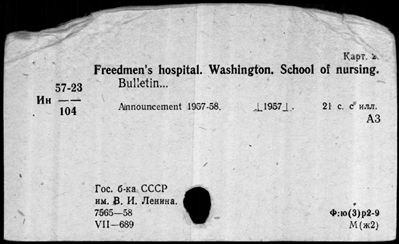 Карт. 2.
Freedmen's hospital. Washington. School of nursing.
57-23
Bulletin...
Ин
104
Announcement 1957-58. [1957]. 21 с. с илл.
А3
Гос. б-ка СССР
им. В. И. Ленина.
7565—58
VII—689
Ф:ю(3)р2-9
М(ж2)